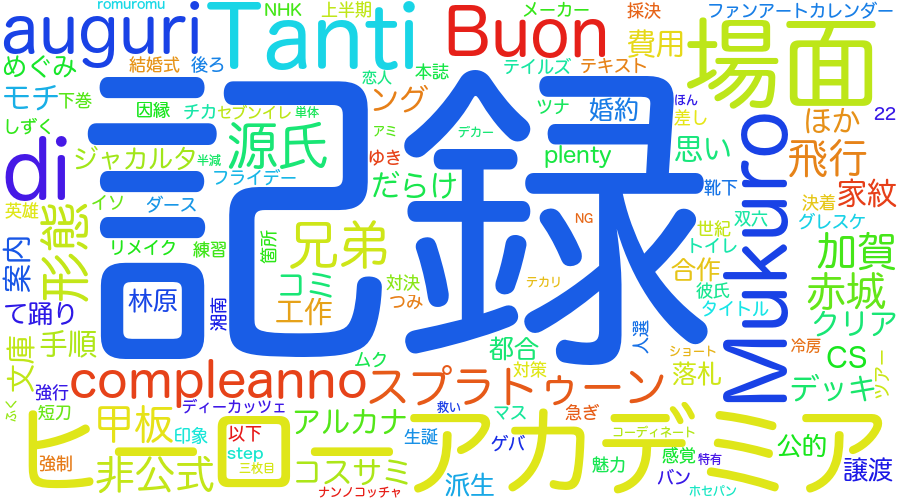 romuromu
auguri
Tanti
NHK
上半期
Buon
メーカー
採決
ファンアートカレンダー
費用
場面
めぐみ
結婚式
後ろ
恋人
本誌
テイルズ
テキスト
モチ
下巻
因縁
チカ
セブンイレ
単体
ング
ツナ
婚約
ほん
差し
ほか
22
しずく
di
ジャカルタ
半減
源氏
記録
アミ
デカー
ゆき
plenty
思い
Mukuro
飛行
フライデー
だらけ
靴下
家紋
英雄
イソ
ダース
NG
世紀
双六
決着
グレスケ
形態
リメイク
練習
箇所
兄弟
トイレ
加賀
案内
コミ
対決
デカリ
合作
彼氏
赤城
林原
湘南
工作
つみ
タイトル
て踊り
人選
クリア
手順
都合
ショート
冷房
CS
文庫
ムク
対策
落札
ツアー
compleanno
スプラトゥーン
デッキ
強行
ふく
短刀
ディーカッツェ
救い
マス
急ぎ
ヒーローアカデミア
甲板
印象
以下
アルカナ
生誕
ゲバ
コーディネート
感覚
特有
公的
強制
非公式
step
三枚目
コスサミ
派生
魅力
バン
譲渡
ナンノコッチャ
ホセバン